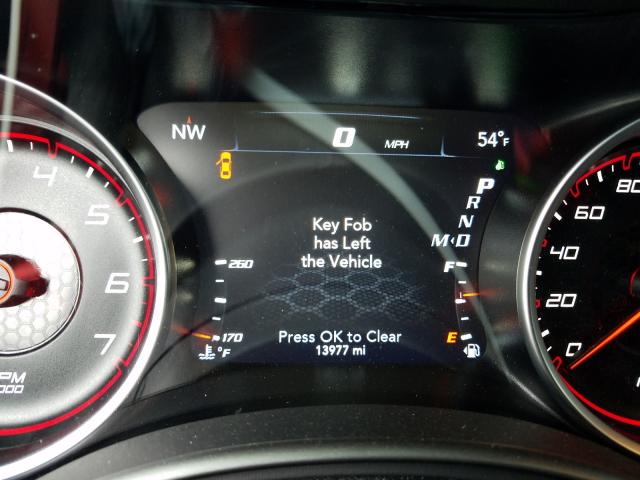 NW
0 MPH
54°F
P
R
N
M D
Key Fob
has Left
the Vehicle
260
170
°F
F
E
Press OK to Clear
13977 mi
4
5
6
7
0
20
40
60
80